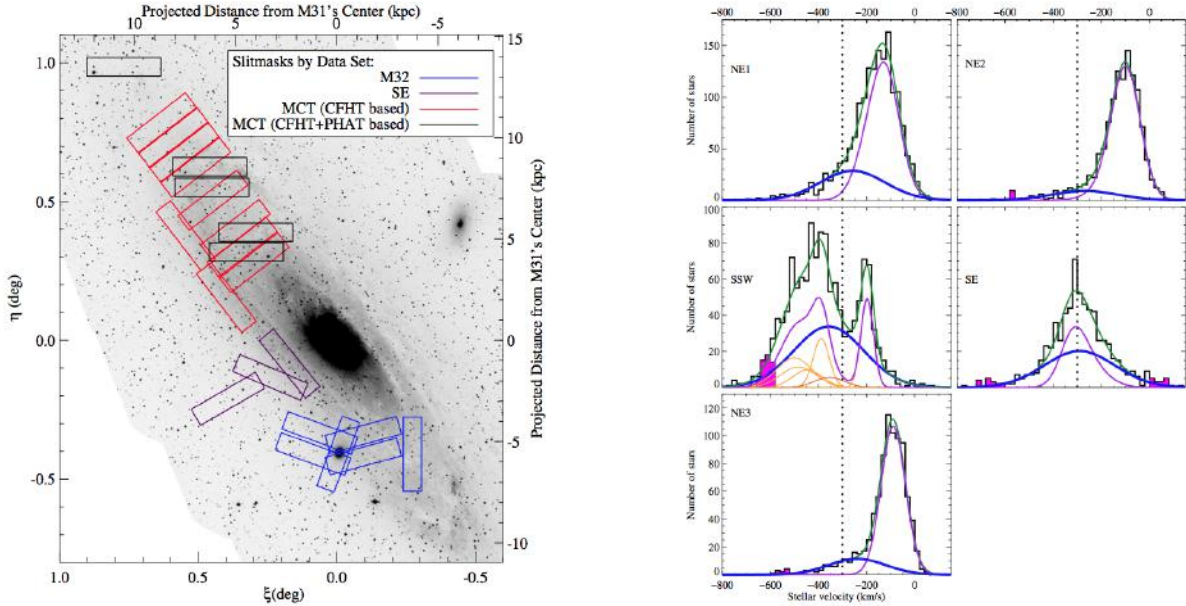 Projected Distance from M31's Center (kpc)
10 5 0 -5
Slitmasks by Data Set:
M32
SE
MCT (CFHT based)
MCT (CFHT+PHAT based)
1.0
0.5
0.0
-0.5
η (deg)
15
10
5
0
-5
-10
Projected Distance from M31's Center (kpc)
1.0 0.5 0.0 -0.5
ξ(deg)
-800 -600 -400 -200 0
-800 -600 -400 -200 0
NE1
NE2
150
100
50
0
Number of stars
SSW
SE
100
80
60
40
20
0
Number of stars
NE3
120
100
80
60
40
20
0
Number of stars
-800 -600 -400 -200 0
-800 -600 -400 -200 0
Stellar velocity (km/s)